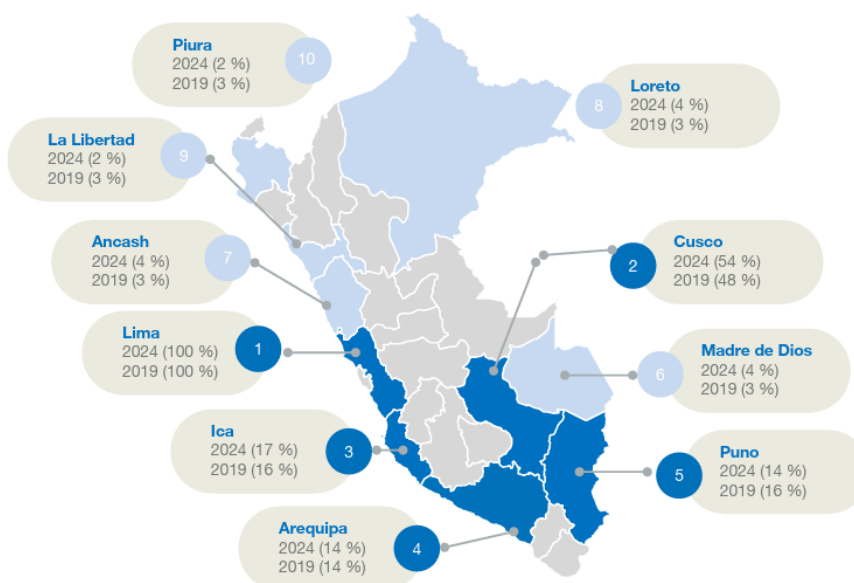 Piura
2024 (2 %)
2019 (3 %)
10
Loreto
2024 (4 %)
2019 (3 %)
8
La Libertad
2024 (2 %)
2019 (3 %)
9
Ancash
2024 (4 %)
2019 (3 %)
7
Cusco
2024 (54 %)
2019 (48 %)
2
Lima
2024 (100 %)
2019 (100 %)
1
Madre de Dios
2024 (4 %)
2019 (3 %)
6
Ica
2024 (17 %)
2019 (16 %)
3
Puno
2024 (14 %)
2019 (16 %)
5
Arequipa
2024 (14 %)
2019 (14 %)
4